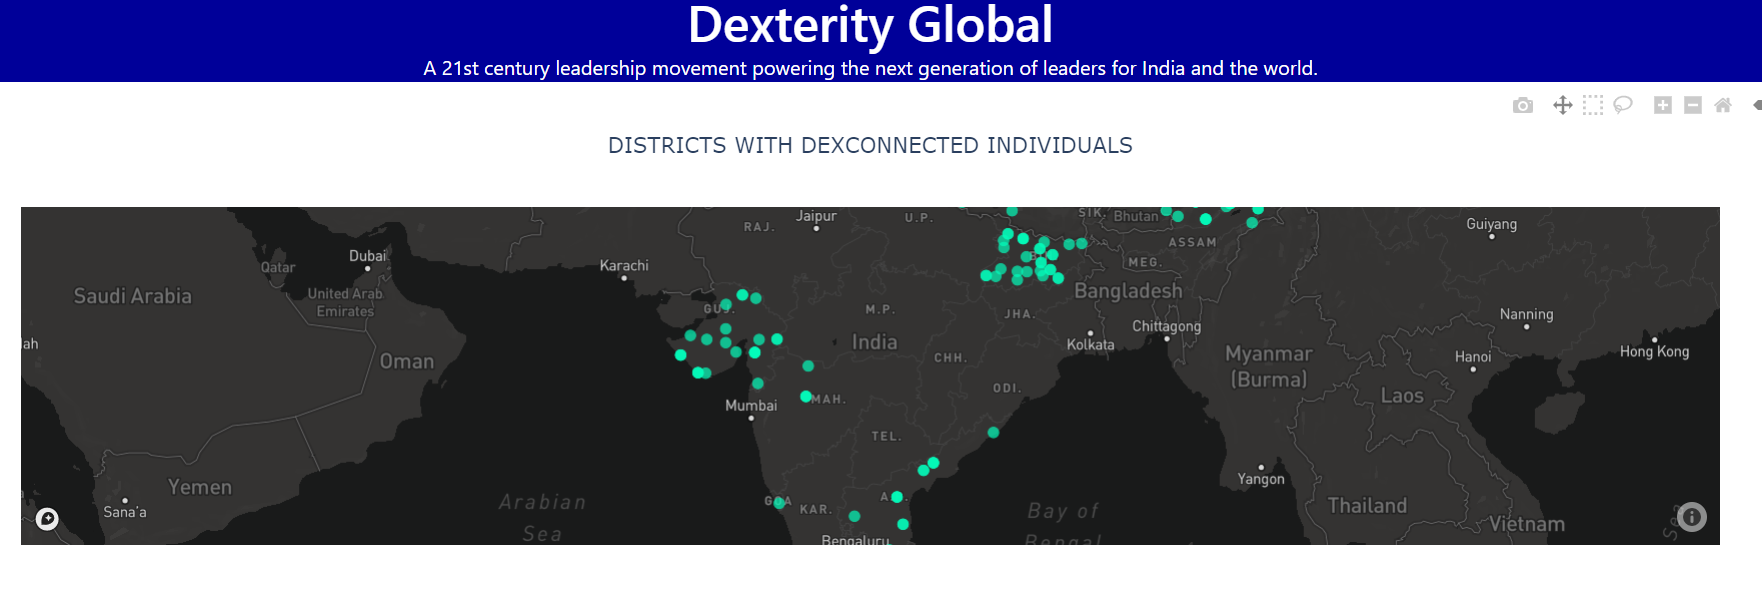 Dexterity Global
A 21st century leadership movement powering the next generation of leaders for India and the world.
DISTRICTS WITH DEXCONNECTED INDIVIDUALS
Jaipur
U.P.
SIK.
Bhutan
RAJ.
Guiyang
ASSAM
Dubai
Karachi
Qatar
MEG.
Saudi Arabia
United Arab
Emirates
Bangladesh
GUJ.
M.P.
JHA.
Nanning
Chittagong
India
Kolkata
lah
Oman
CHH.
Myanmar
(Burma)
Hanoi
Hong Kong
ODI.
Laos
Mumbai
MAH.
TEL.
Yangon
Yemen
Arabian
Sea
GOA
KAR.
Bay of
Bengal
Thailand
Sana'a
Vietnam
Bengaluru
Sea